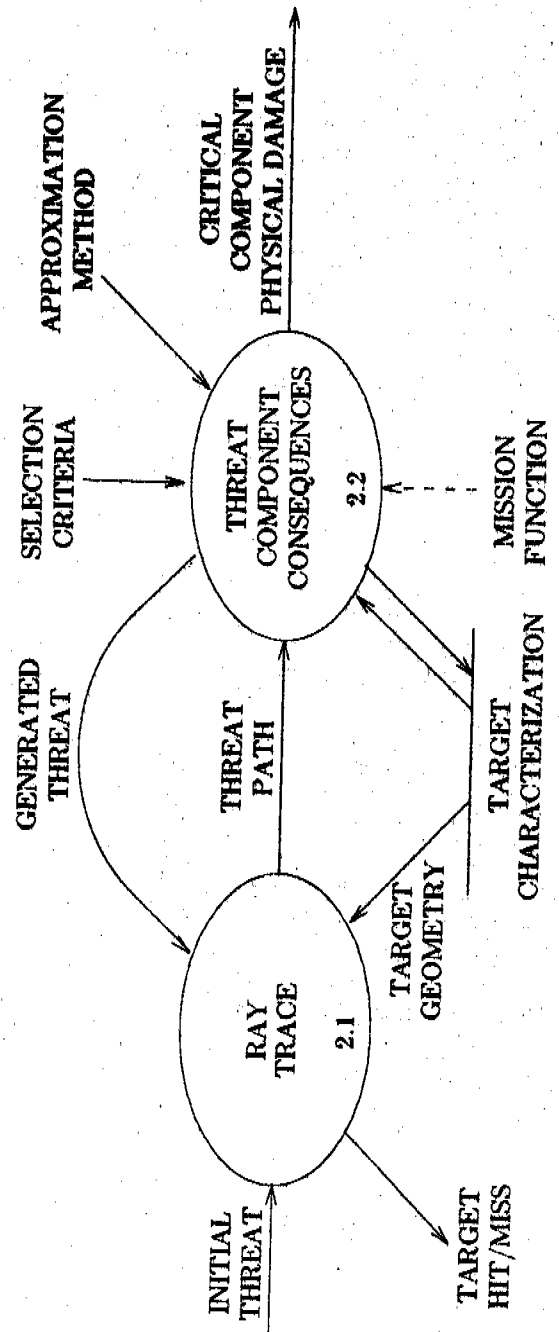 INITIAL
THREAT
TARGET
HIT/MISS
RAY
TRACE
2.1
GENERATED
THREAT
THREAT
PATH
TARGET
GEOMETRY
TARGET
CHARACTERIZATION
SELECTION
CRITERIA
APPROXIMATION
METHOD
THREAT
COMPONENT
CONSEQUENCES
2.2
MISSION
FUNCTION
CRITICAL
COMPONENT
PHYSICAL DAMAGE